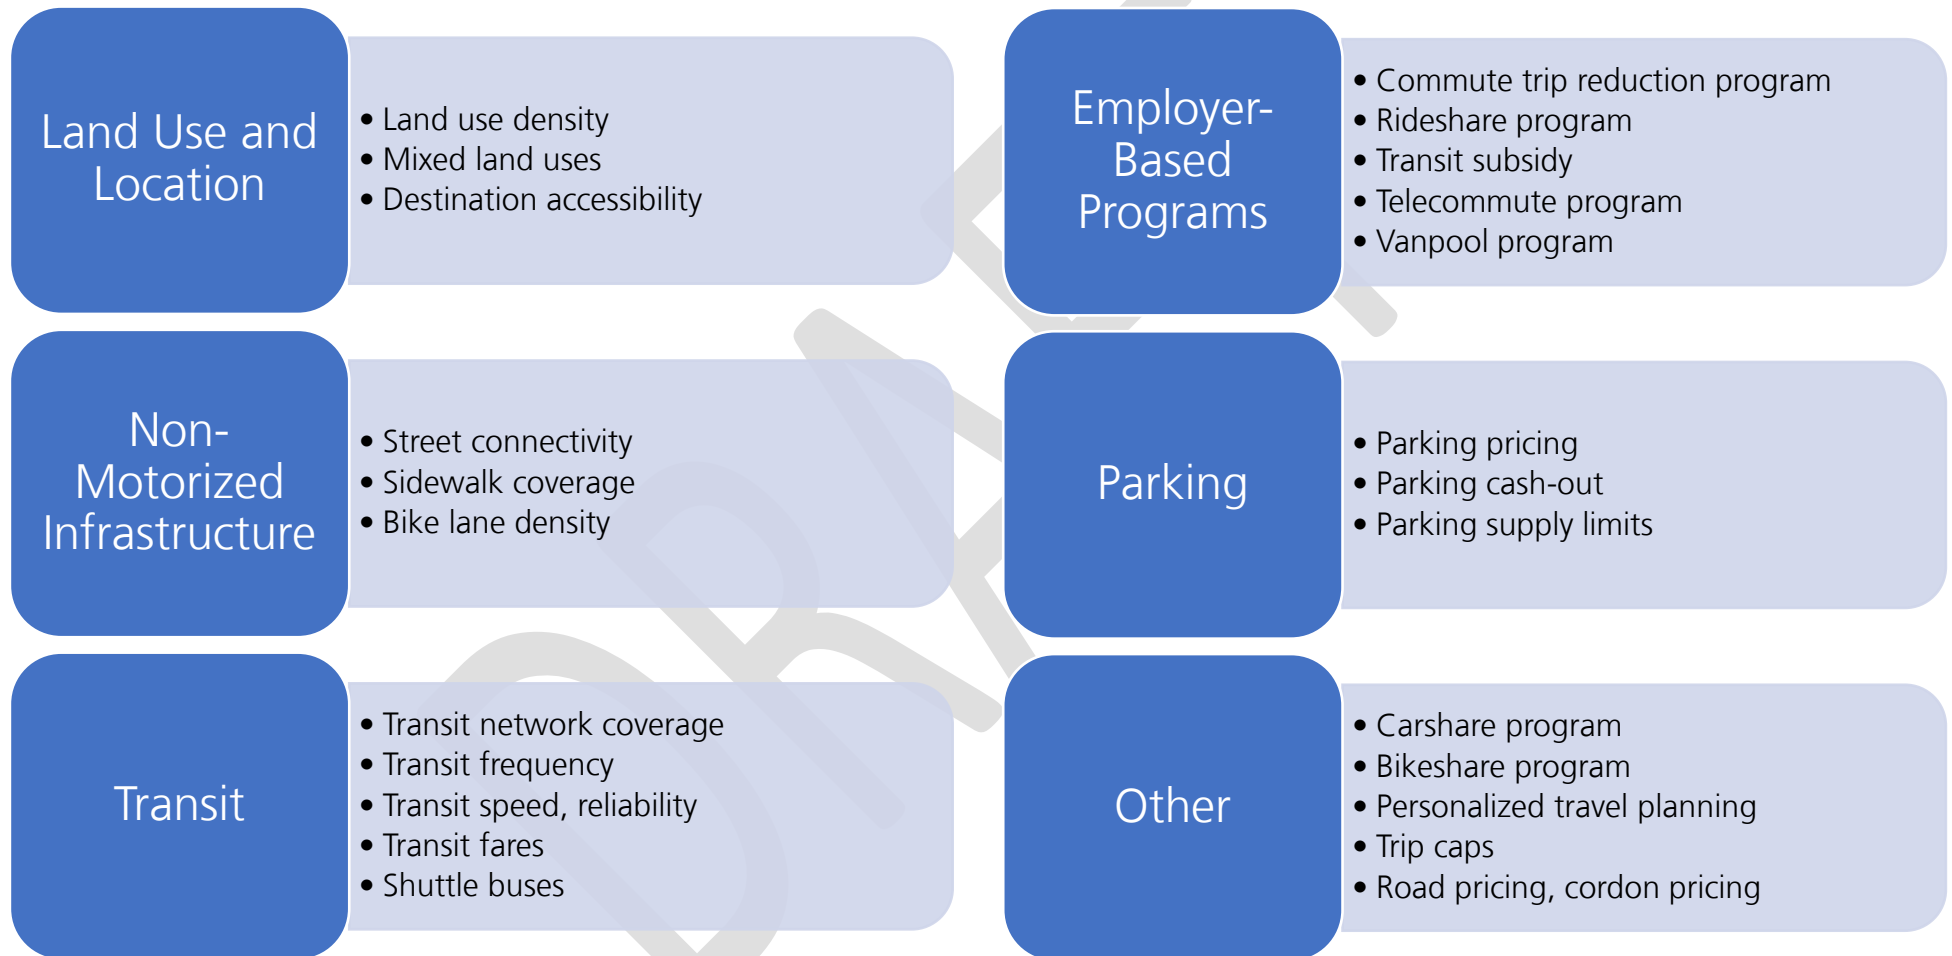 Land Use and
Location
• Land use density
• Mixed land uses
• Destination accessibility
Employer-
Based
Programs
• Commute trip reduction program
• Rideshare program
• Transit subsidy
• Telecommute program
• Vanpool program
Non-
Motorized
Infrastructure
• Street connectivity
• Sidewalk coverage
• Bike lane density
Parking
• Parking pricing
• Parking cash-out
• Parking supply limits
Transit
• Transit network coverage
• Transit frequency
• Transit speed, reliability
• Transit fares
• Shuttle buses
Other
• Carshare program
• Bikeshare program
• Personalized travel planning
• Trip caps
• Road pricing, cordon pricing
DRAFT